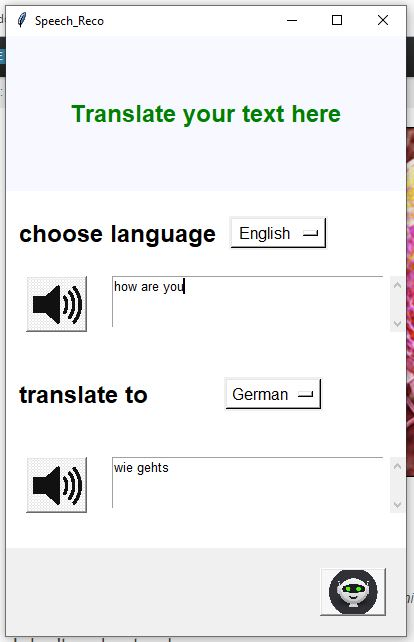 Speech_Reco
Translate your text here
choose language English
how are you
translate to German
wie gehts